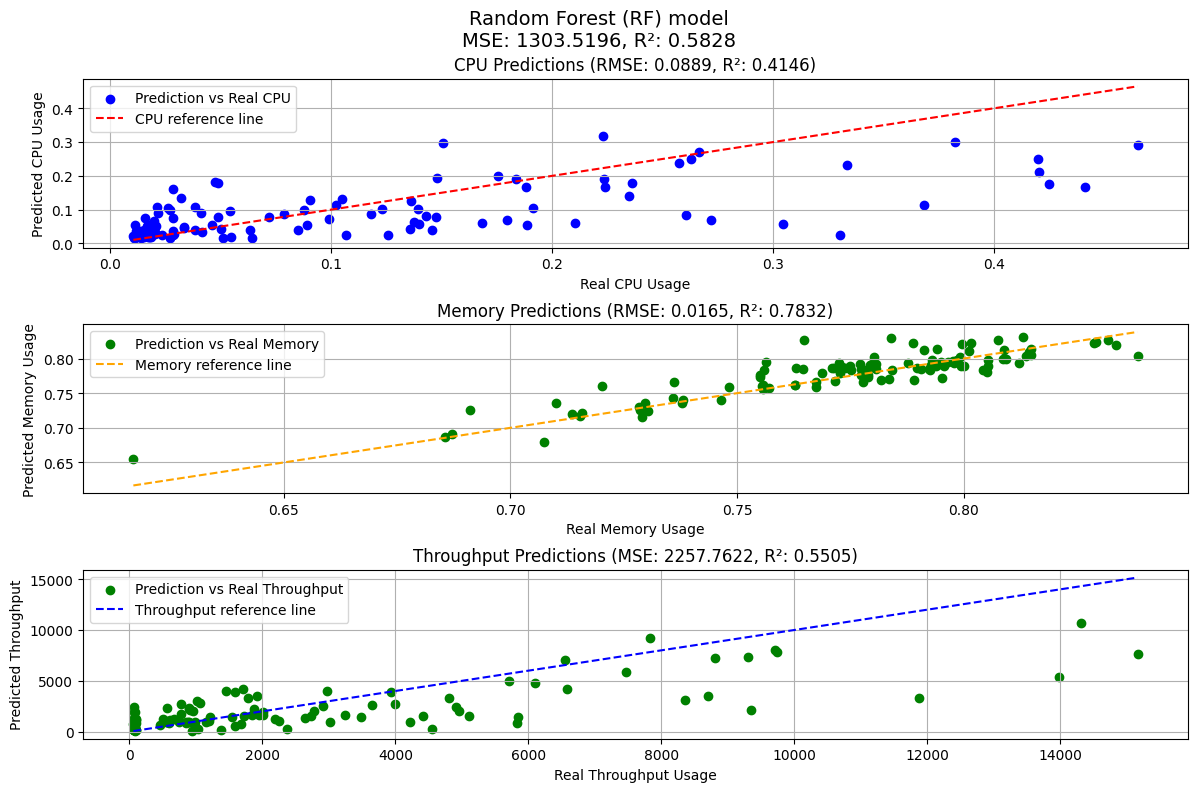 Random Forest (RF) model
MSE: 1303.5196, R²: 0.5828
CPU Predictions (RMSE: 0.0889, R²: 0.4146)
Predicted CPU Usage
Prediction vs Real CPU
CPU reference line
0.4
0.3
0.2
0.1
0.0
0.0 0.1 0.2 0.3 0.4
Real CPU Usage
Memory Predictions (RMSE: 0.0165, R²: 0.7832)
Predicted Memory Usage
Prediction vs Real Memory
Memory reference line
0.80
0.75
0.70
0.65
0.65 0.70 0.75 0.80
Real Memory Usage
Throughput Predictions (MSE: 2257.7622, R²: 0.5505)
Predicted Throughput
Prediction vs Real Throughput
Throughput reference line
15000
10000
5000
0
0 2000 4000 6000 8000 10000 12000 14000
Real Throughput Usage